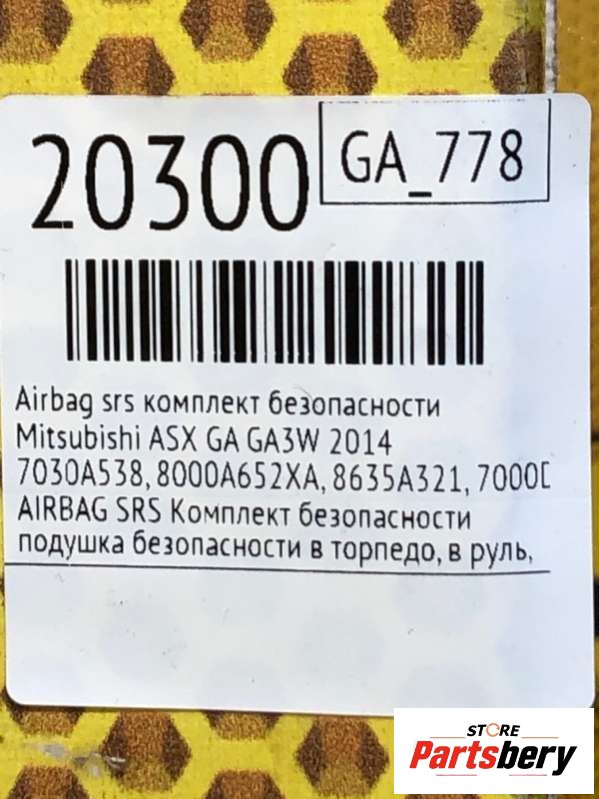 20300
GA_778
Airbag srs комплект безопасности
Mitsubishi ASX GA GA3W 2014
7030A538, 8000A652XA, 8635A321, 7000D
AIRBAG SRS Комплект безопасности
подушка безопасности в торпедо, в руль,
STORE
Partsbery